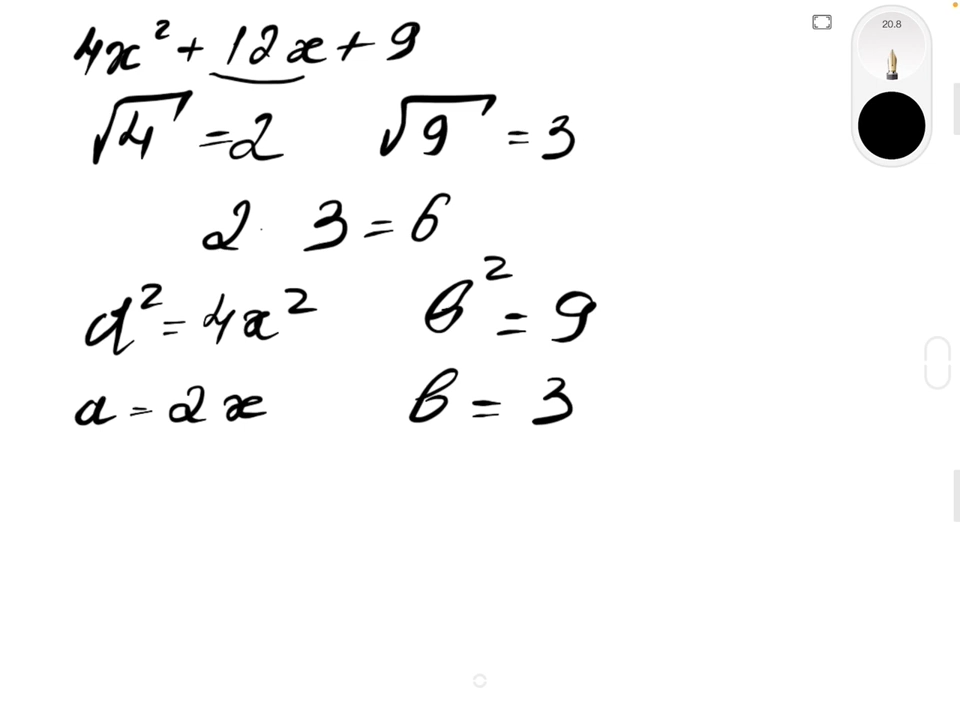 4x² + 12x + 9
√4 = 2 √9 = 3
2 · 3 = 6
a² = 4x² b² = 9
a = 2x b = 3
20.8